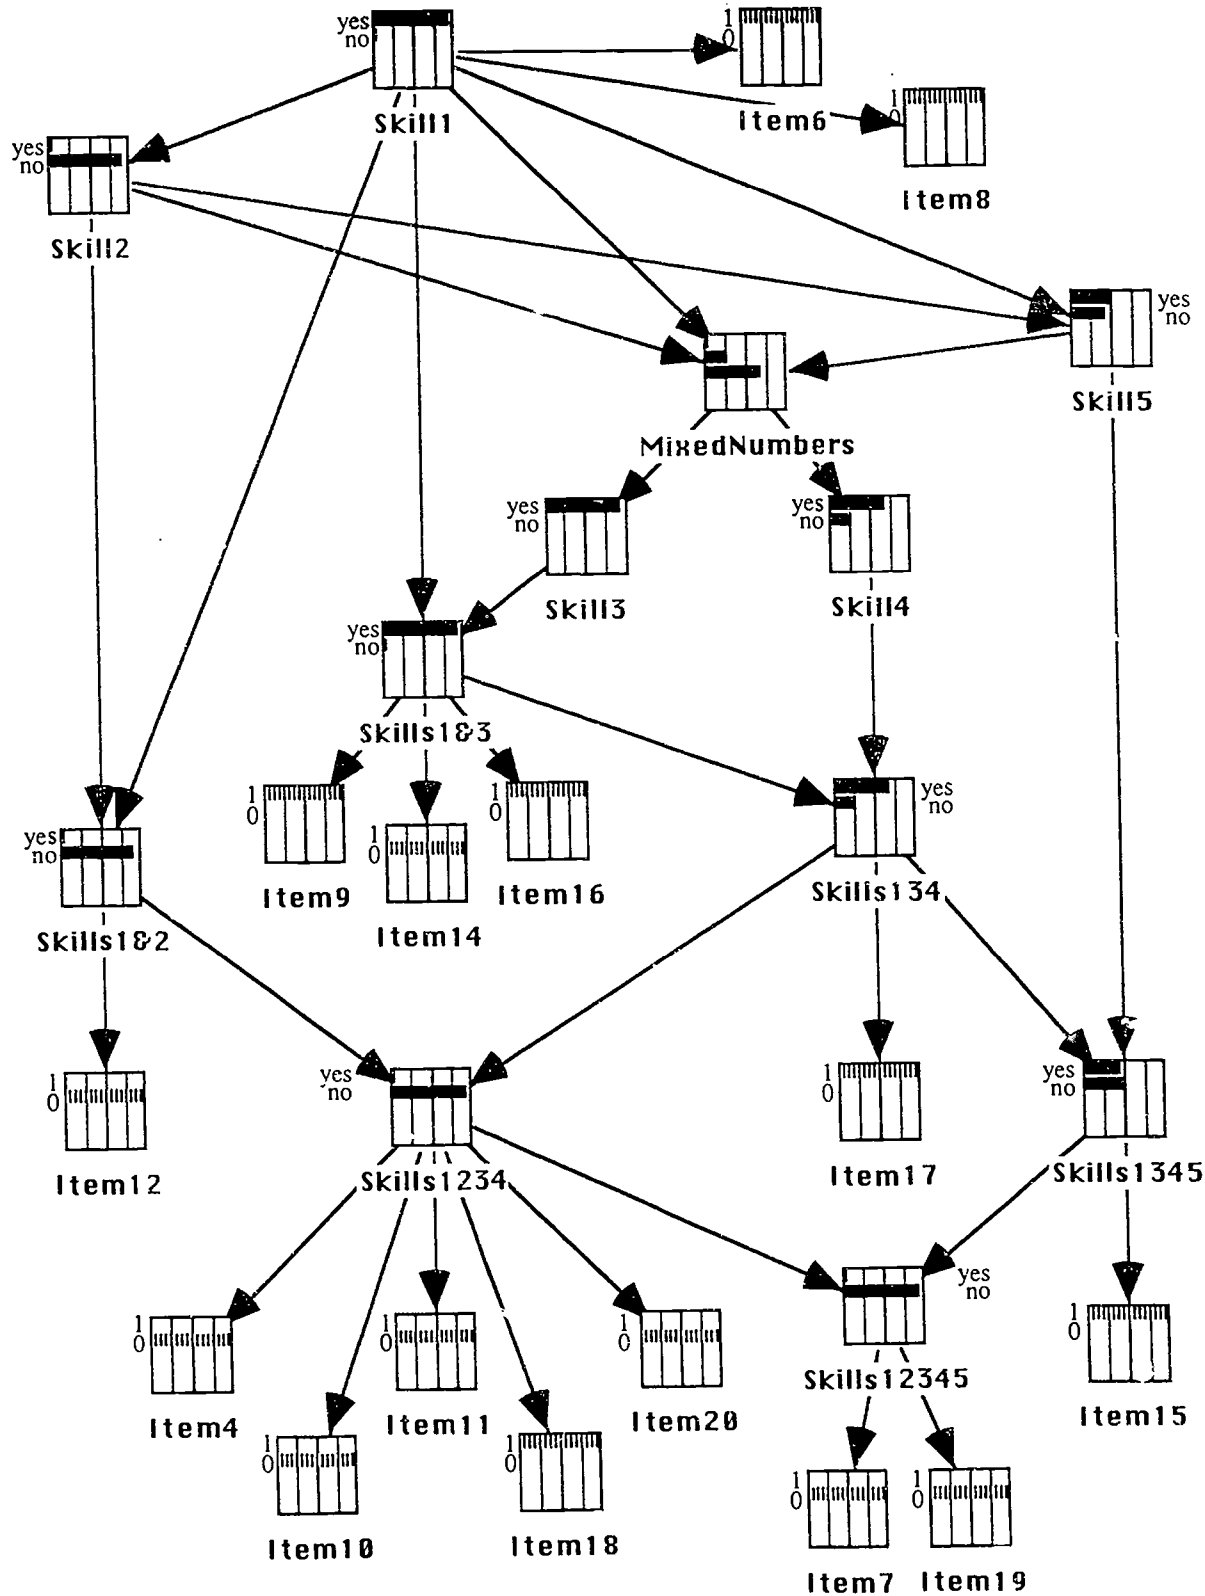 yes
no
Skill1
1
0
Item6
1
0
Item8
yes
no
Skill2
yes
no
Skill5
MixedNumbers
yes
no
Skill3
yes
no
Skill4
yes
no
Skills1&3
1
0
Item9
1
0
Item14
1
0
Item16
yes
no
Skills134
yes
no
Skills1&2
1
0
Item12
yes
no
Skills1234
1
0
Item17
yes
no
Skills1345
1
0
Item4
1
0
Item10
1
0
Item11
1
0
Item18
1
0
Item20
yes
no
Skills12345
1
0
Item15
1
0
Item7
1
0
Item19